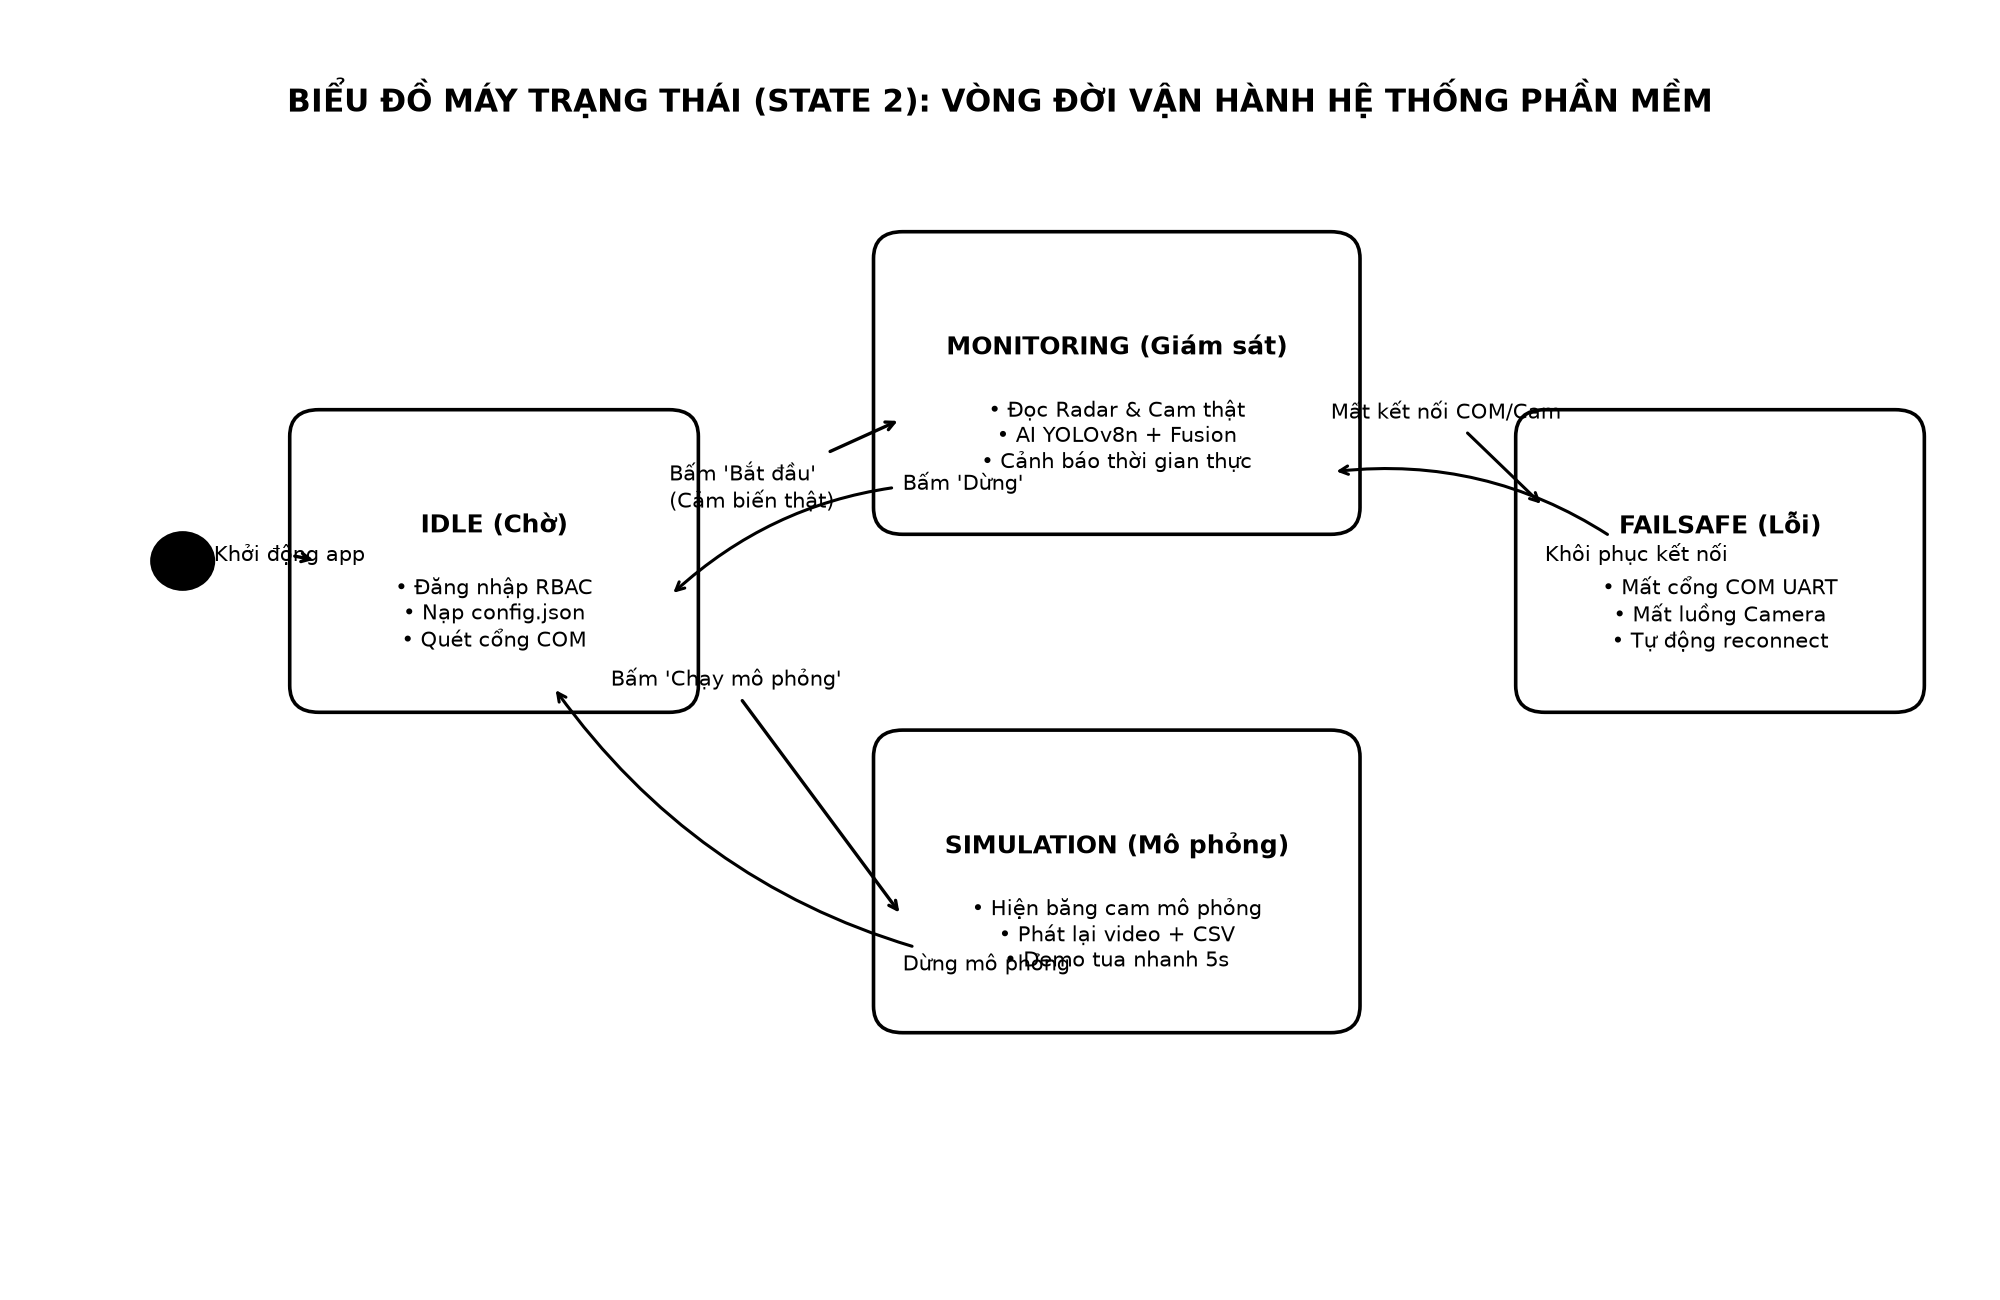 BIỂU ĐỒ MÁY TRẠNG THÁI (STATE 2): VÒNG ĐỜI VẬN HÀNH HỆ THỐNG PHẦN MỀM
MONITORING (Giám sát)
• Đọc Radar & Cam thật
• AI YOLOv8n + Fusion
• Cảnh báo thời gian thực
Mất kết nối COM/Cam
Bấm 'Bắt đầu'
(Cảm biến thật)
Bấm 'Dừng'
Khởi động app
IDLE (Chờ)
• Đăng nhập RBAC
• Nạp config.json
• Quét cổng COM
FAILSAFE (Lỗi)
Khôi phục kết nối
• Mất cổng COM UART
• Mất luồng Camera
• Tự động reconnect
Bấm 'Chạy mô phỏng'
SIMULATION (Mô phỏng)
• Hiện băng cam mô phỏng
• Phát lại video + CSV
• Demo tua nhanh 5s
Dừng mô phỏng